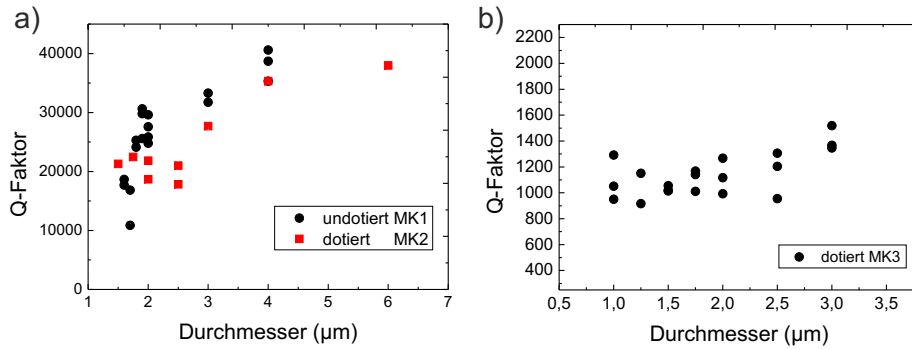 a)
Q-Faktor
40000
30000
20000
10000
0
1 2 3 4 5 6 7
Durchmesser (µm)
undotiert MK1
dotiert MK2
b)
Q-Faktor
2200
2000
1800
1600
1400
1200
1000
800
600
400
0,5 1,0 1,5 2,0 2,5 3,0 3,5
Durchmesser (µm)
dotiert MK3